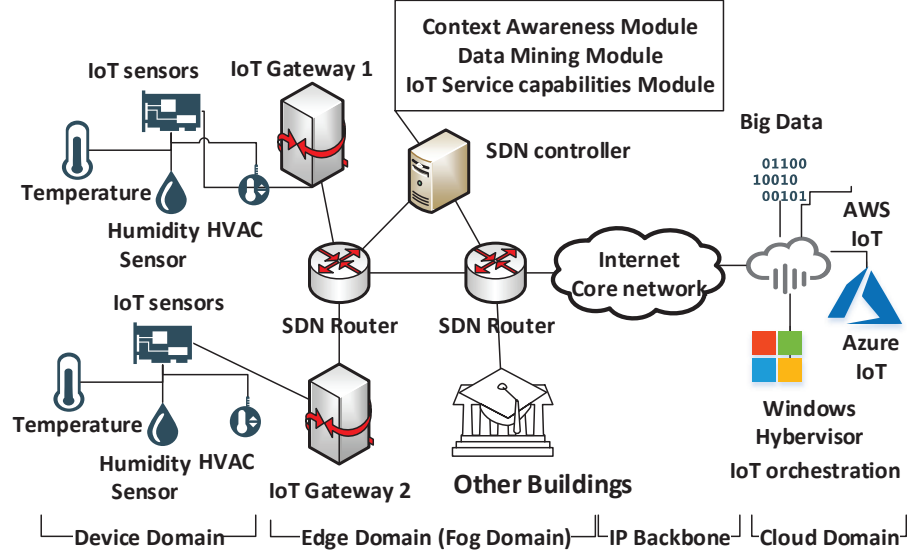 Context Awareness Module
Data Mining Module
IoT Service capabilities Module
IoT sensors
IoT Gateway 1
SDN controller
Big Data
01100
10010
00101
Temperature
Humidity
Sensor
HVAC
AWS
IoT
Internet
Core network
SDN Router
SDN Router
IoT sensors
Azure
IoT
Temperature
Humidity
Sensor
HVAC
IoT Gateway 2
Other Buildings
Windows
Hybervisor
IoT orchestration
Device Domain
Edge Domain (Fog Domain)
IP Backbone
Cloud Domain